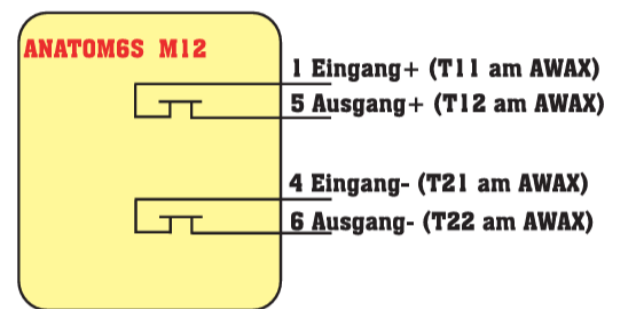 ANATOM6S M12
1 Eingang+ (T11 am AWAX)
5 Ausgang+ (T12 am AWAX)
4 Eingang- (T21 am AWAX)
6 Ausgang- (T22 am AWAX)